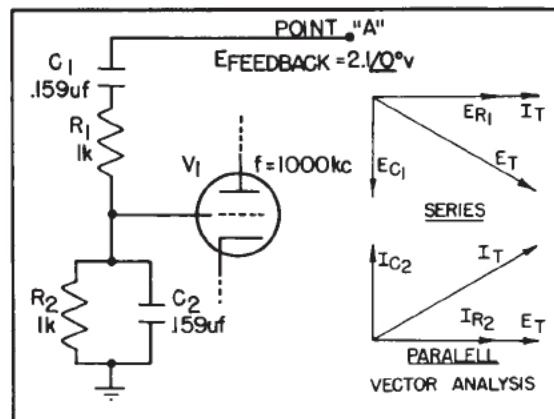 POINT "A"
EFEEDBACK = 2.1/0°v
C1
.159uf
R1
1k
V1
f=1000kc
R2
1k
C2
.159uf
ER1
IT
EC1
ET
SERIES
IC2
IT
IR2
ET
PARALELL
VECTOR ANALYSIS